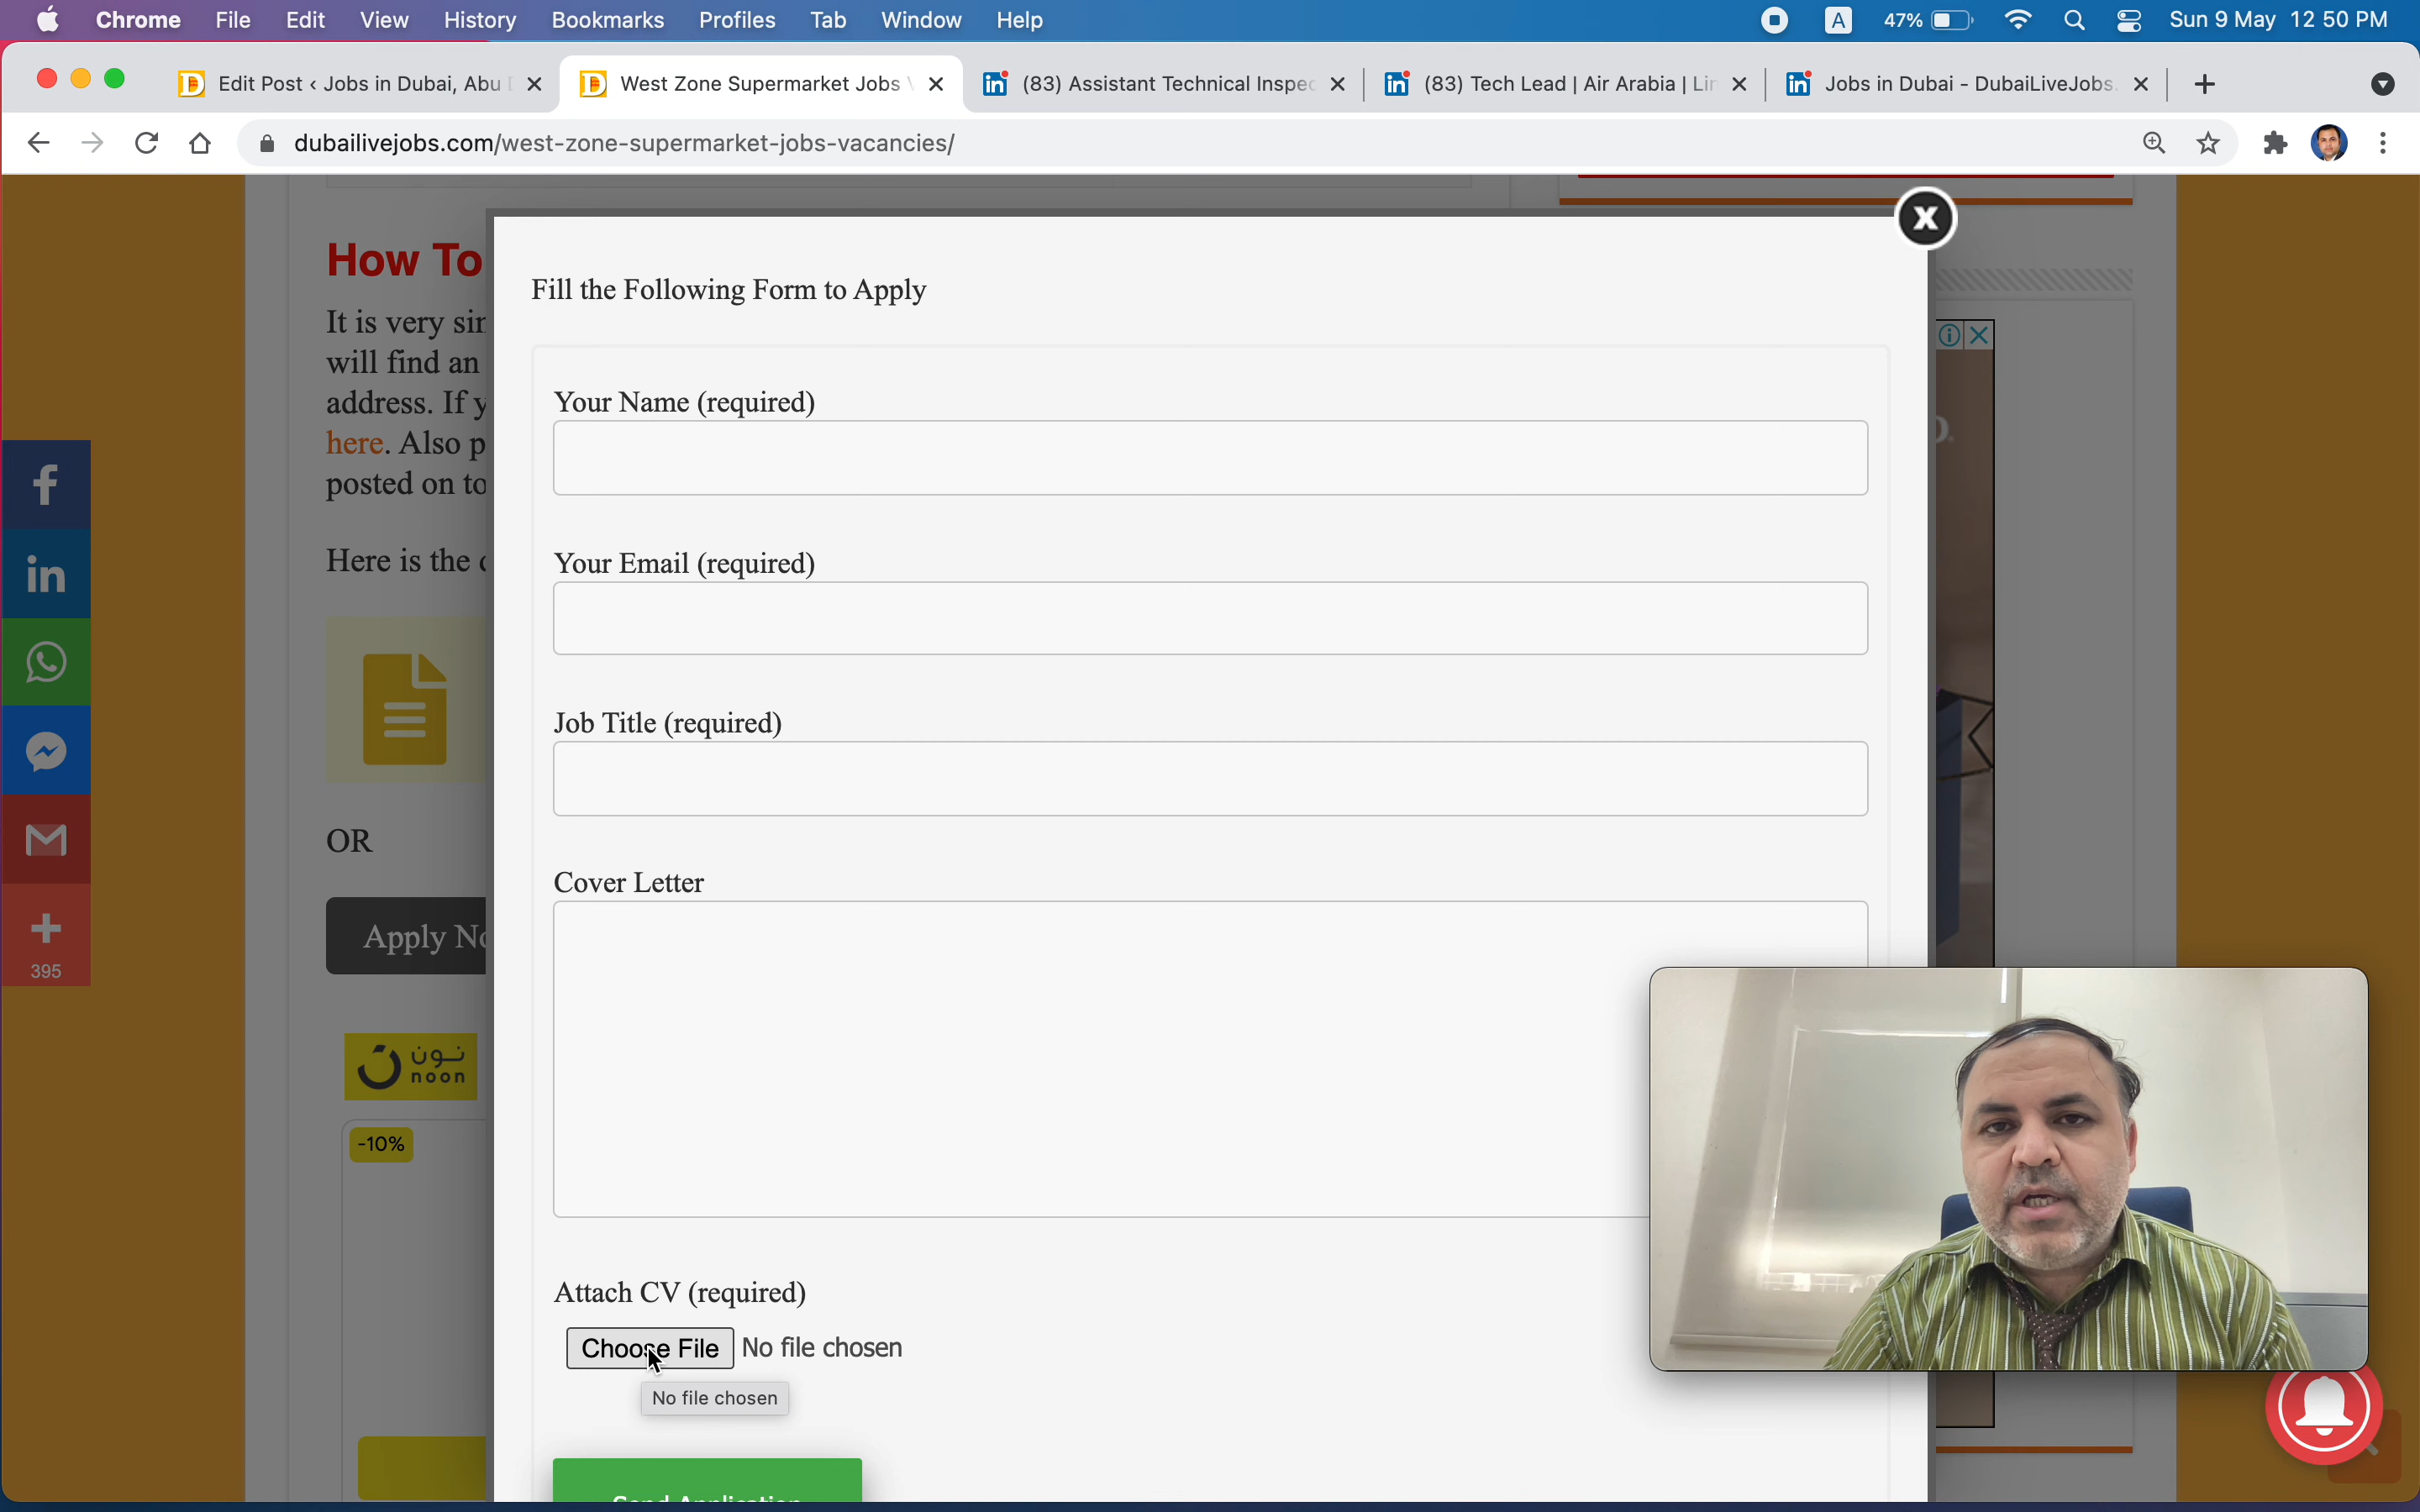 Chrome File Edit View History Bookmarks Profiles Tab Window Help A 47% Sun 9 May 12 50 PM
Edit Post ‹ Jobs in Dubai, Abu
West Zone Supermarket Jobs
(83) Assistant Technical Inspec
(83) Tech Lead | Air Arabia | Lin
Jobs in Dubai - DubaiLiveJobs.
dubailivejobs.com/west-zone-supermarket-jobs-vacancies/
X
How To
It is very
will find an
address. If
here. Also
posted on to
Here is the
OR
Apply
395
نون
noon
-10%
Fill the Following Form to Apply
Your Name (required)
Your Email (required)
Job Title (required)
Cover Letter
Attach CV (required)
Choose File No file chosen
No file chosen
Send Application